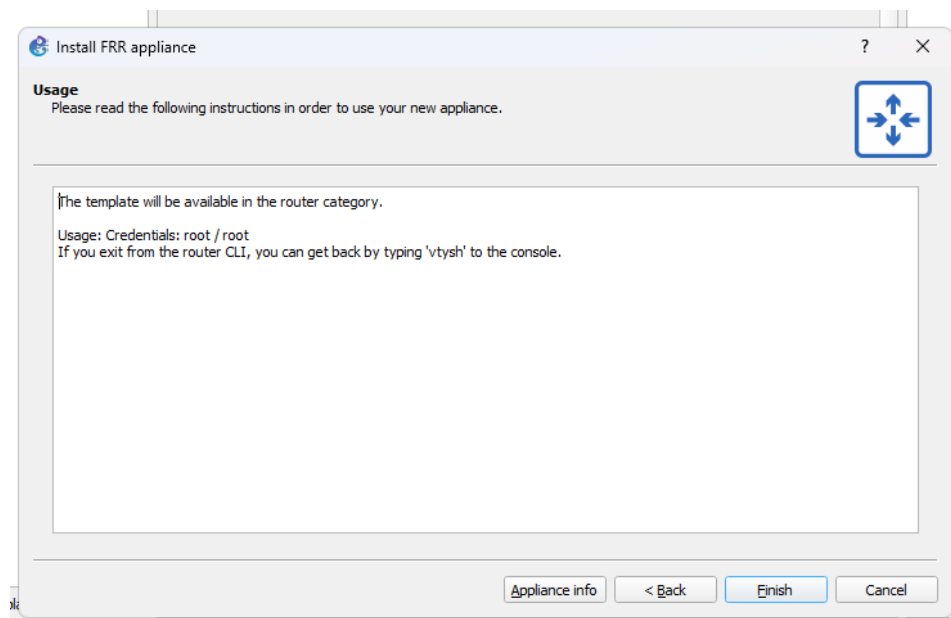 Install FRR appliance
?
Usage
Please read the following instructions in order to use your new appliance.
The template will be available in the router category.
Usage: Credentials: root / root
If you exit from the router CLI, you can get back by typing 'vtysh' to the console.
Appliance info
< Back
Finish
Cancel